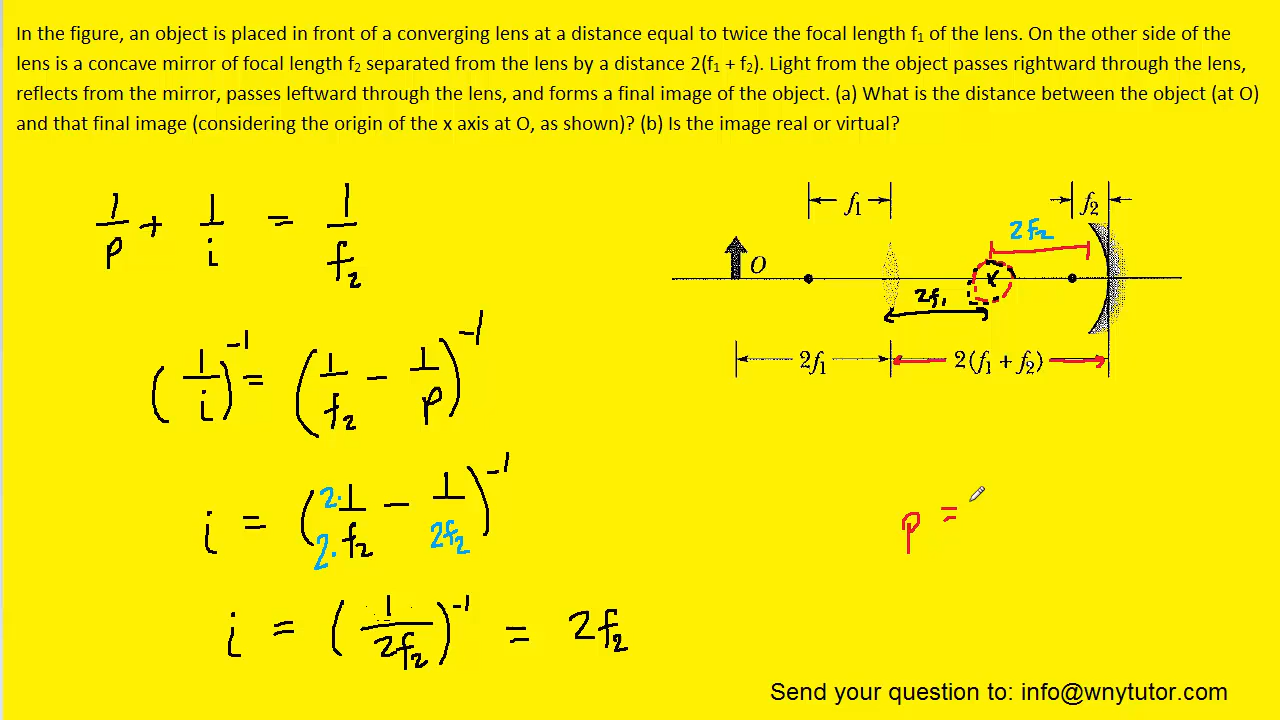 In the figure, an object is placed in front of a converging lens at a distance equal to twice the focal length f₁ of the lens. On the other side of the
lens is a concave mirror of focal length f₂ separated from the lens by a distance 2(f₁ + f₂). Light from the object passes rightward through the lens,
reflects from the mirror, passes leftward through the lens, and forms a final image of the object. (a) What is the distance between the object (at O)
and that final image (considering the origin of the x axis at O, as shown)? (b) Is the image real or virtual?
1/p + 1/i = 1/f₂
(1/i)⁻¹ = (1/f₂ - 1/p)⁻¹
i = (2·1/2·f₂ - 1/2f₂)⁻¹
i = (1/2f₂)⁻¹ = 2f₂
f₁
f₂
2f₂
O
x
2f₁
2f₁
2(f₁ + f₂)
p =
Send your question to: info@wnytutor.com